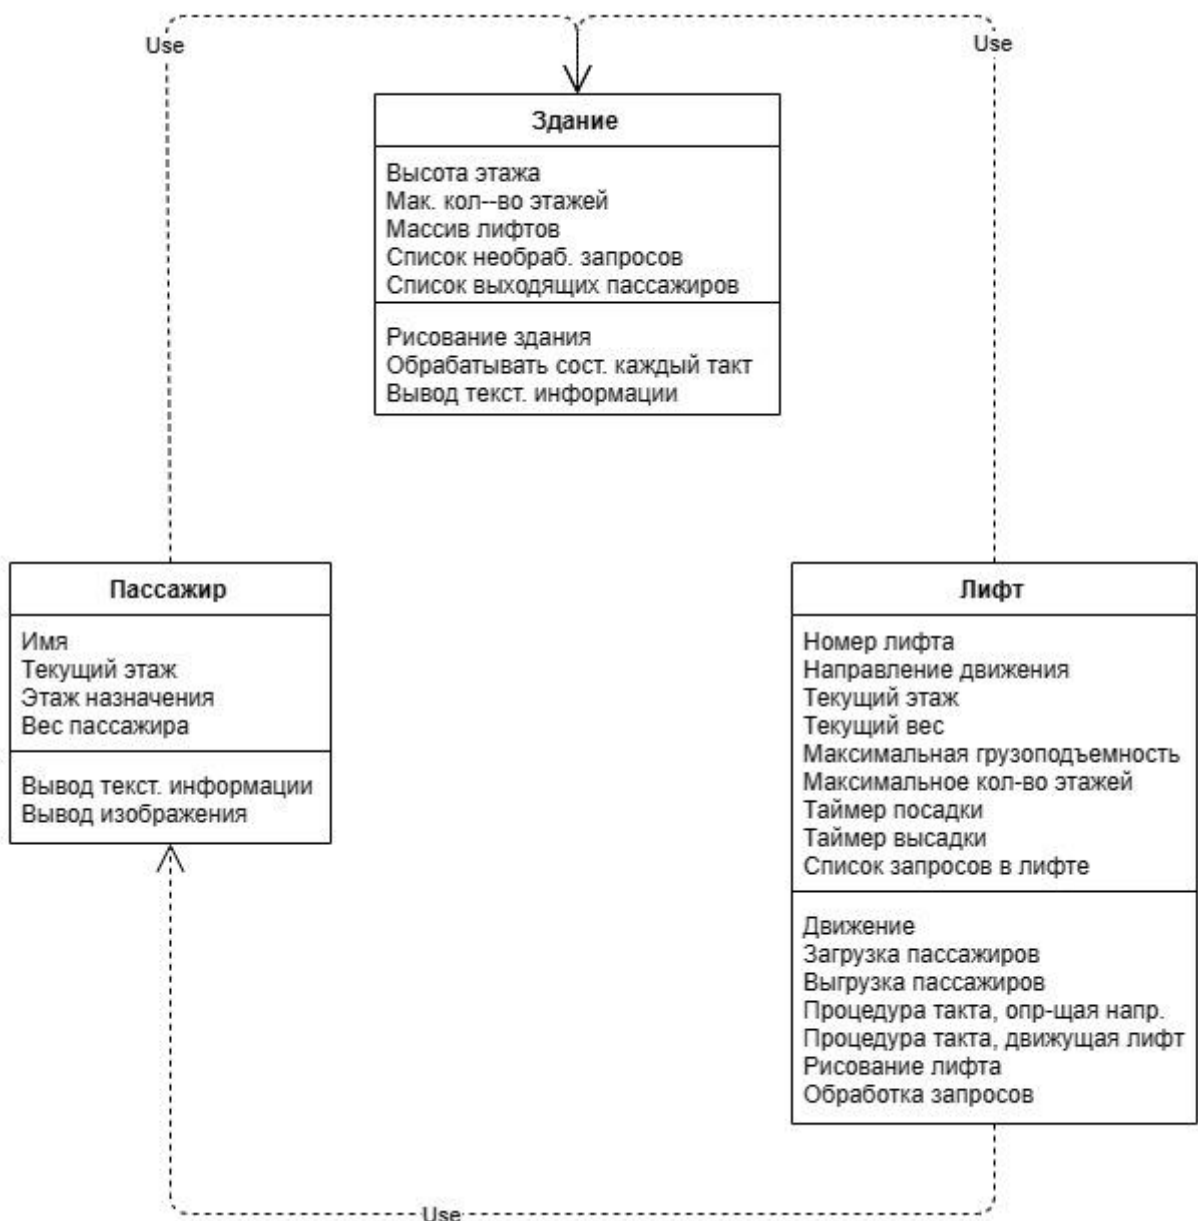 Use
Use
Здание
Высота этажа
Мак. кол--во этажей
Массив лифтов
Список необраб. запросов
Список выходящих пассажиров
Рисование здания
Обрабатывать сост. каждый такт
Вывод текст. информации
Пассажир
Имя
Текущий этаж
Этаж назначения
Вес пассажира
Вывод текст. информации
Вывод изображения
Лифт
Номер лифта
Направление движения
Текущий этаж
Текущий вес
Максимальная грузоподъемность
Максимальное кол-во этажей
Таймер посадки
Таймер высадки
Список запросов в лифте
Движение
Загрузка пассажиров
Выгрузка пассажиров
Процедура такта, опр-щая напр.
Процедура такта, движущая лифт
Рисование лифта
Обработка запросов
Use